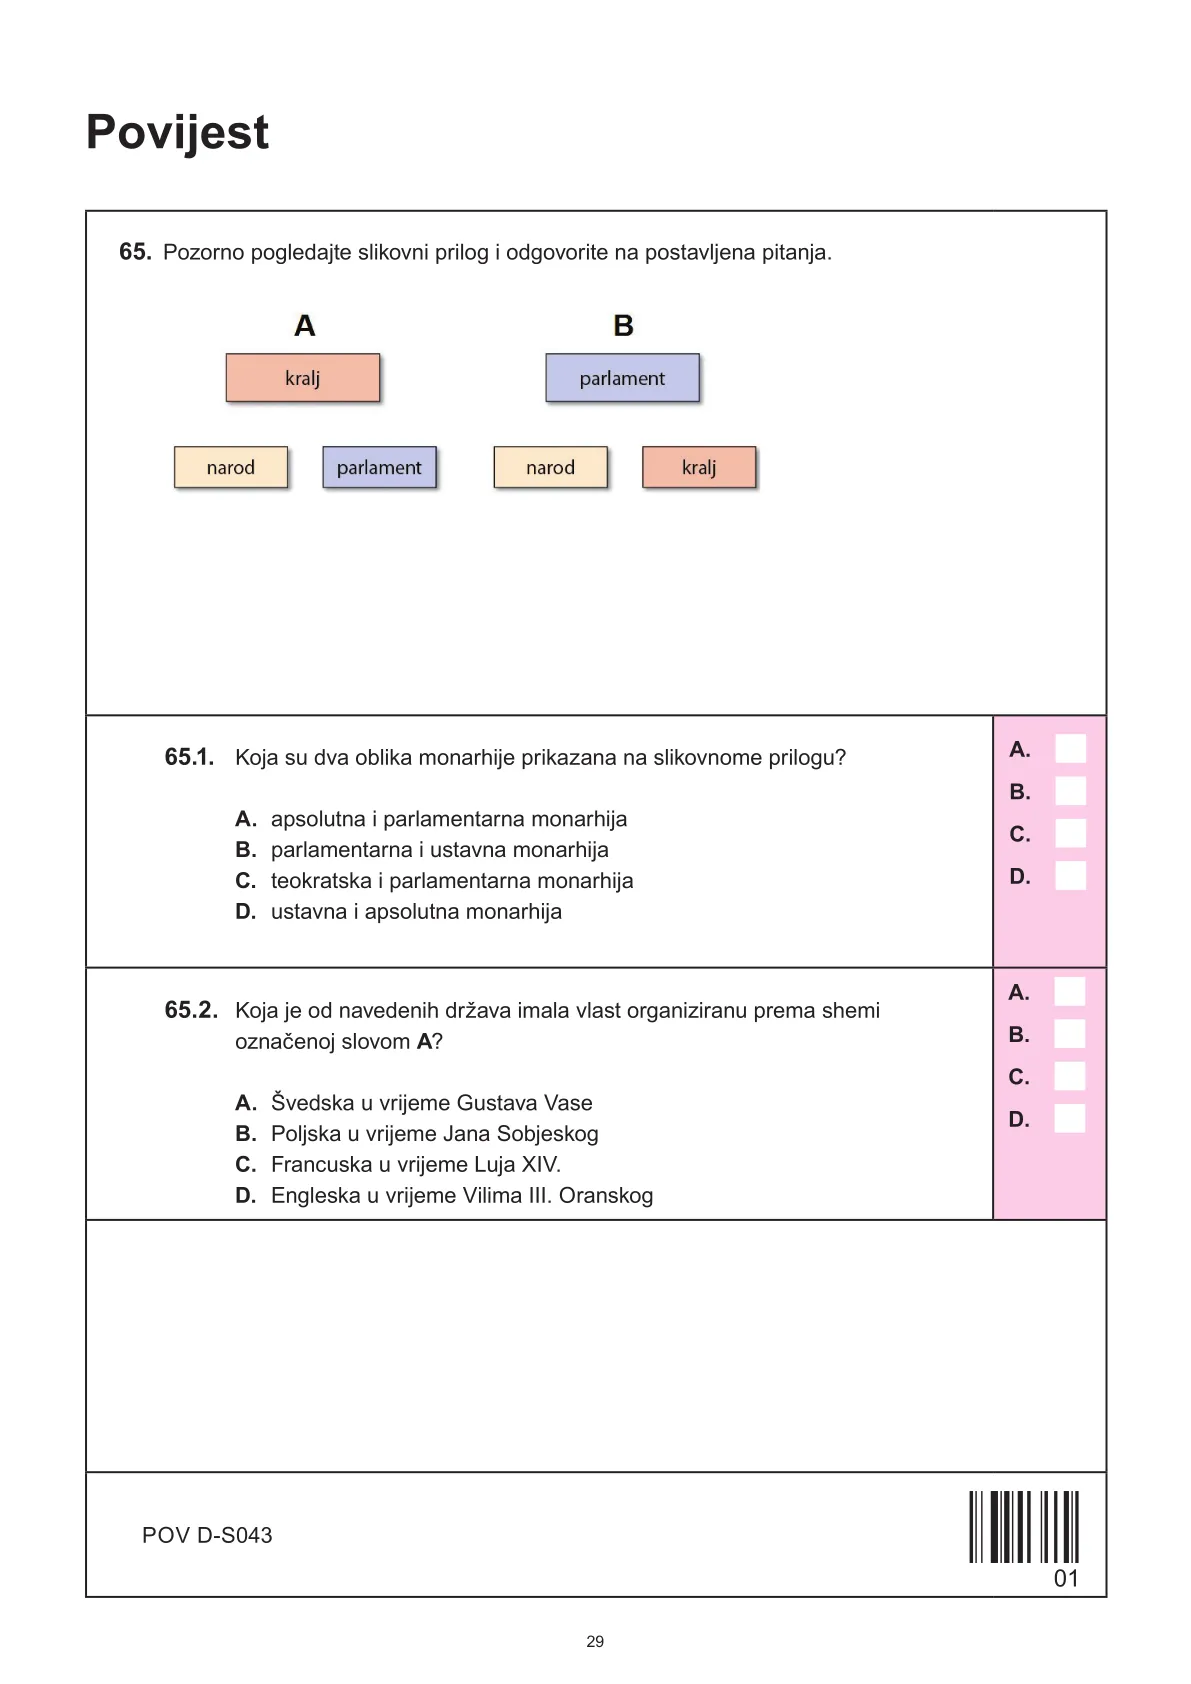 Povijest
65. Pozorno pogledajte slikovni prilog i odgovorite na postavljena pitanja.
A B
kralj parlament
narod parlament narod kralj
65.1. Koja su dva oblika monarhije prikazana na slikovnome prilogu?
A. apsolutna i parlamentarna monarhija
B. parlamentarna i ustavna monarhija
C. teokratska i parlamentarna monarhija
D. ustavna i apsolutna monarhija
A.
B.
C.
D.
65.2. Koja je od navedenih država imala vlast organiziranu prema shemi
označenoj slovom A?
A. Švedska u vrijeme Gustava Vase
B. Poljska u vrijeme Jana Sobjeskog
C. Francuska u vrijeme Luja XIV.
D. Engleska u vrijeme Vilima III. Oranskog
A.
B.
C.
D.
POV D-S043
01
29